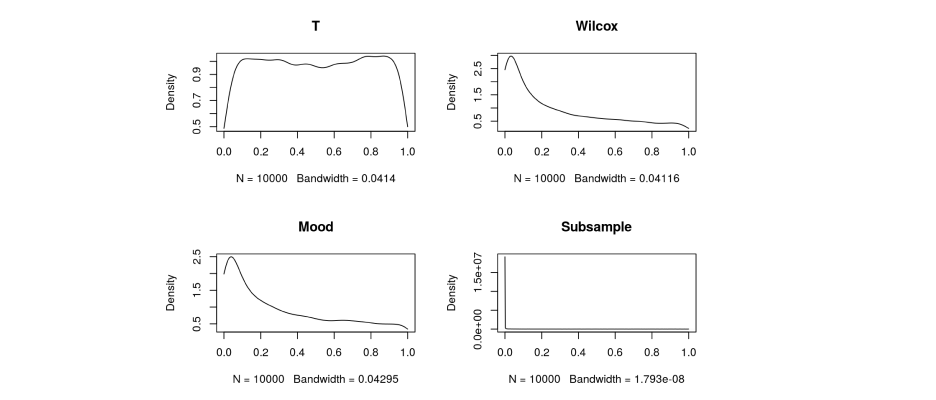 T
Density
0.5 0.7 0.9
0.0 0.2 0.4 0.6 0.8 1.0
N = 10000 Bandwidth = 0.0414
Wilcox
Density
0.5 1.5 2.5
0.0 0.2 0.4 0.6 0.8 1.0
N = 10000 Bandwidth = 0.04116
Mood
Density
0.5 1.5 2.5
0.0 0.2 0.4 0.6 0.8 1.0
N = 10000 Bandwidth = 0.04295
Subsample
Density
0.0e+00 1.5e+07
0.0 0.2 0.4 0.6 0.8 1.0
N = 10000 Bandwidth = 1.793e-08